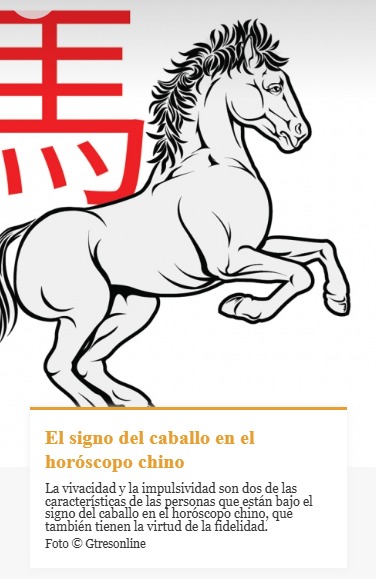 馬
El signo del caballo en el
horóscopo chino
La vivacidad y la impulsividad son dos de las
características de las personas que están bajo el
signo del caballo en el horóscopo chino, que
también tienen la virtud de la fidelidad.
Foto © Gtresonline